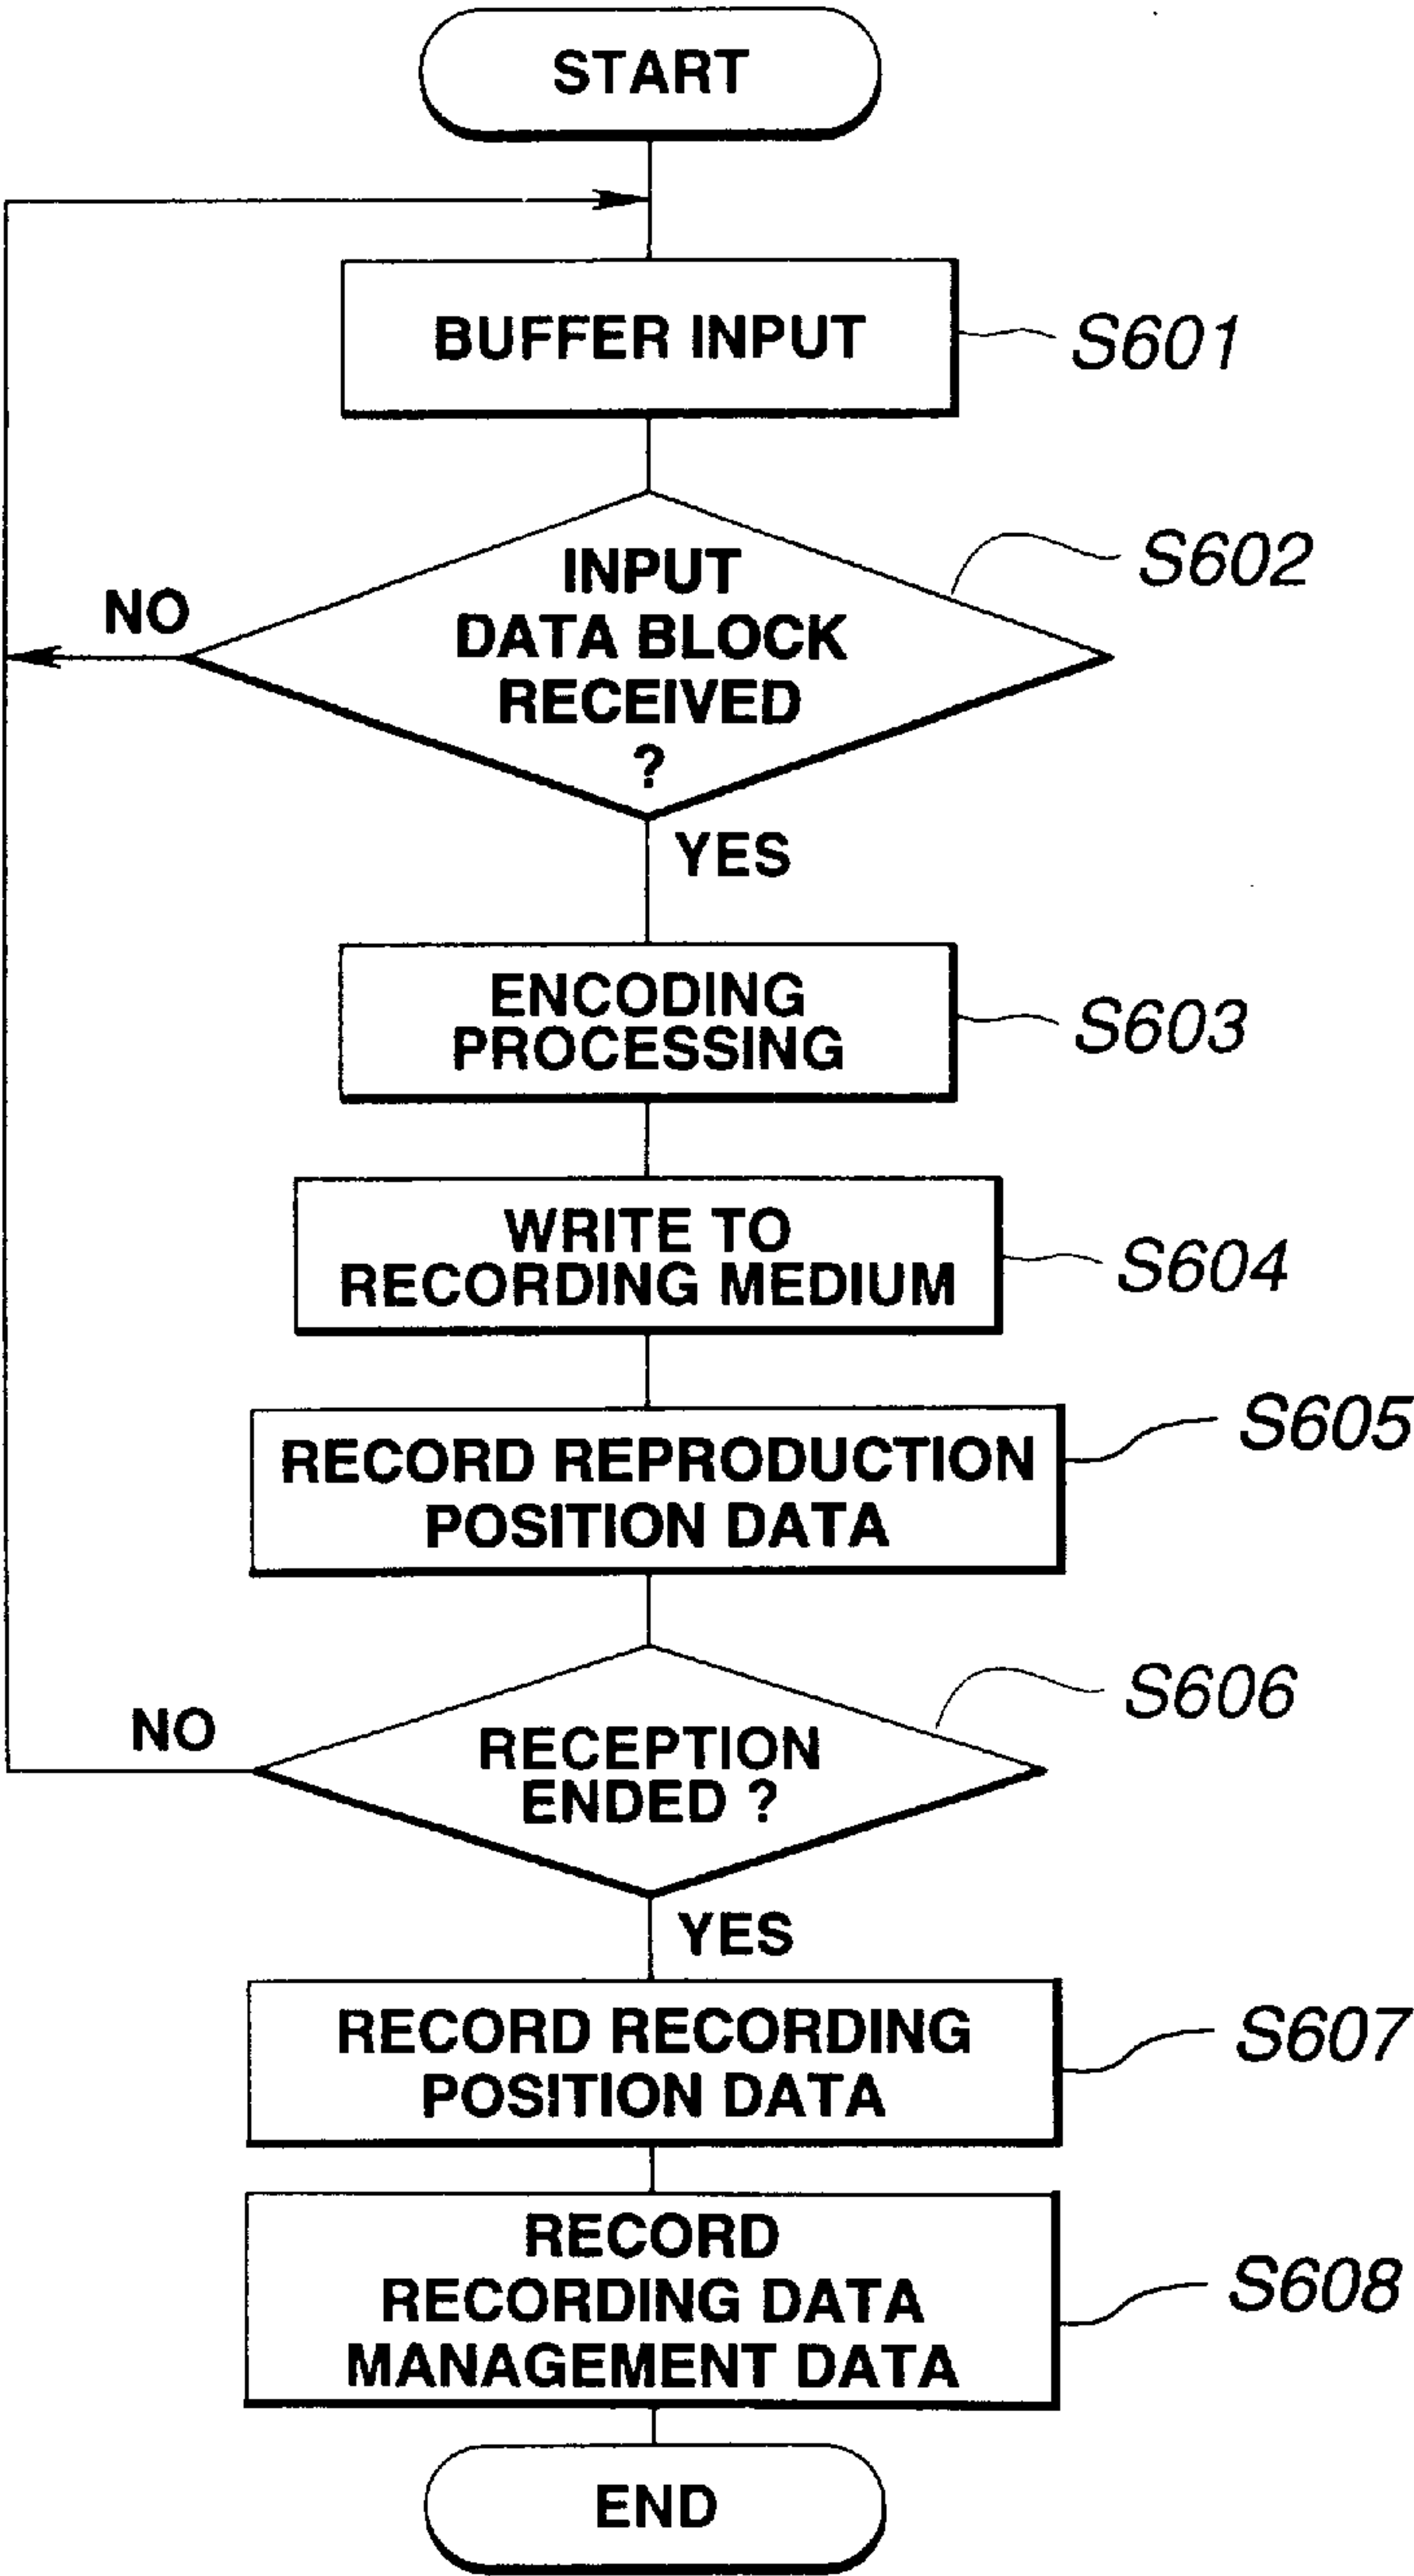 START
BUFFER INPUT
S601
INPUT
DATA BLOCK
RECEIVED
?
S602
NO
YES
ENCODING
PROCESSING
S603
WRITE TO
RECORDING MEDIUM
S604
RECORD REPRODUCTION
POSITION DATA
S605
RECEPTION
ENDED ?
S606
NO
YES
RECORD RECORDING
POSITION DATA
S607
RECORD
RECORDING DATA
MANAGEMENT DATA
S608
END